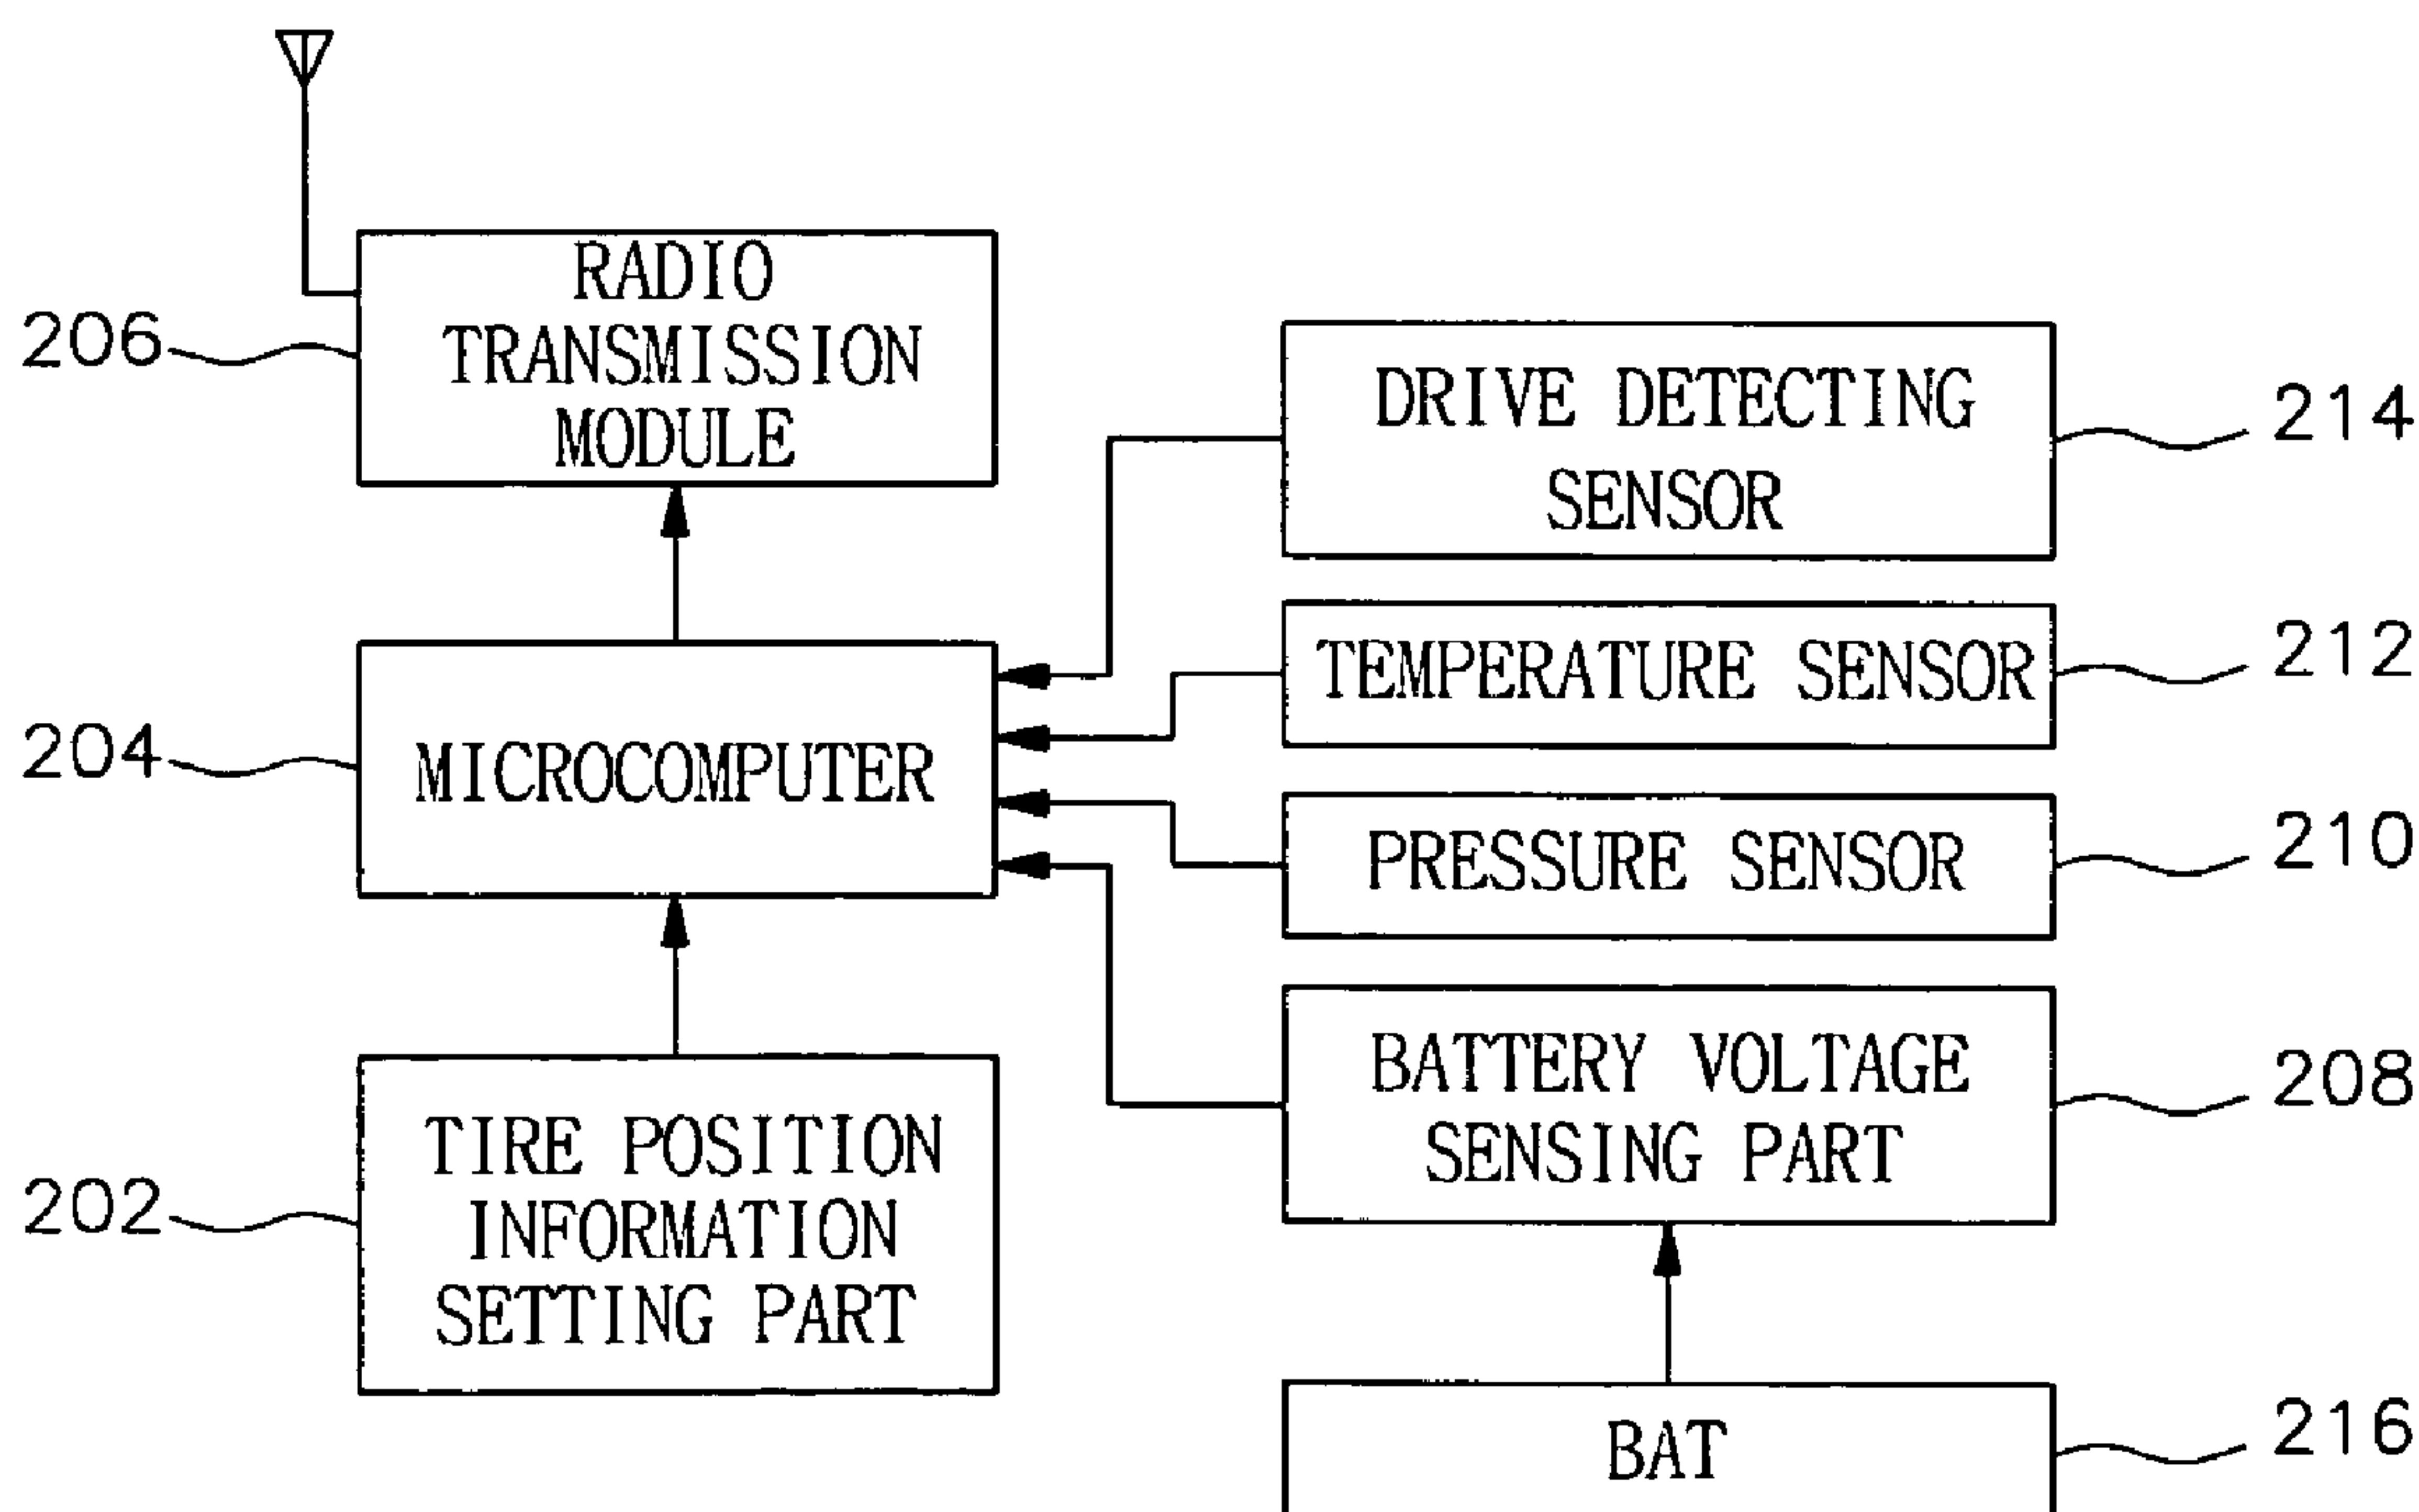 RADIO
TRANSMISSION
MODULE
206
DRIVE DETECTING
SENSOR
214
TEMPERATURE SENSOR
212
204
MICROCOMPUTER
PRESSURE SENSOR
210
BATTERY VOLTAGE
SENSING PART
208
202
TIRE POSITION
INFORMATION
SETTING PART
BAT
216